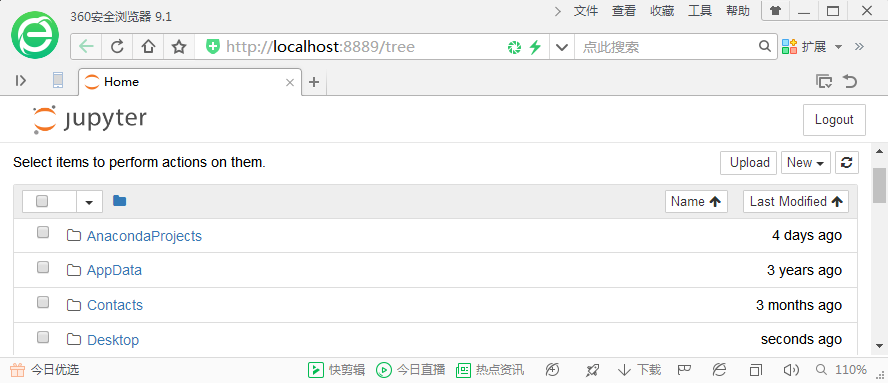 360安全浏览器 9.1
文件 查看 收藏 工具 帮助
http://localhost:8889/tree
点此搜索
扩展
Home
jupyter
Logout
Select items to perform actions on them.
Upload New
Name Last Modified
AnacondaProjects 4 days ago
AppData 3 years ago
Contacts 3 months ago
Desktop seconds ago
今日优选 快剪辑 今日直播 热点资讯 下载 110%